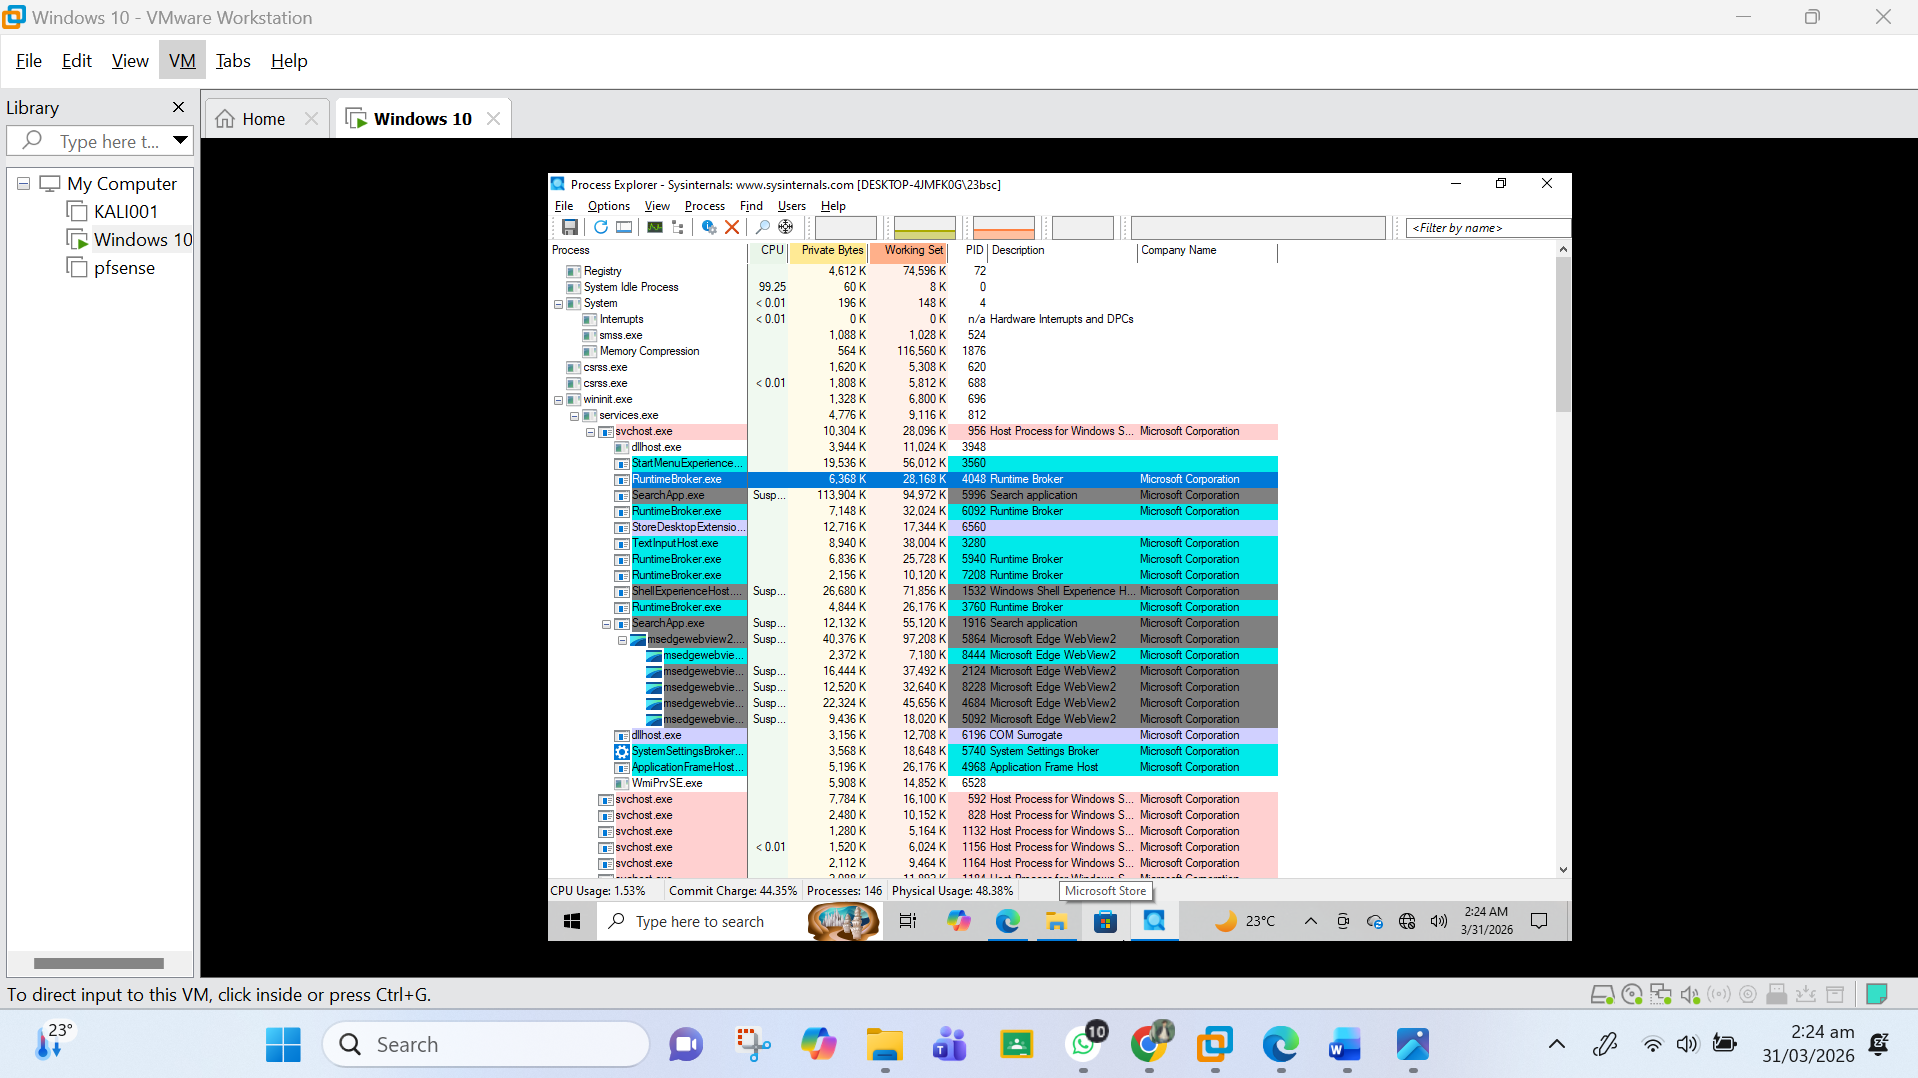 Windows 10 - VMware Workstation
File Edit View VM Tabs Help
Library
Home
Windows 10
Type here t...
My Computer
KALI001
Windows 10
pfsense
Process Explorer - Sysinternals: www.sysinternals.com [DESKTOP-4JMFK0G\23bsc]
File Options View Process Find Users Help
<Filter by name>
Process CPU Private Bytes Working Set PID Description Company Name
Registry 4,612 K 74,596 K 72
System Idle Process 99.25 60 K 8 K 0
System < 0.01 196 K 148 K 4
Interrupts < 0.01 0 K 0 K n/a Hardware Interrupts and DPCs
smss.exe 1,088 K 1,028 K 524
Memory Compression 564 K 116,560 K 1876
csrss.exe 1,620 K 5,308 K 620
csrss.exe < 0.01 1,808 K 5,812 K 688
wininit.exe 1,328 K 6,800 K 696
services.exe 4,776 K 9,116 K 812
svchost.exe 10,304 K 28,096 K 956 Host Process for Windows S... Microsoft Corporation
dllhost.exe 3,944 K 11,024 K 3948
StartMenuExperience... 19,536 K 56,012 K 3560
RuntimeBroker.exe 6,368 K 28,168 K 4048 Runtime Broker Microsoft Corporation
SearchApp.exe Susp... 113,904 K 94,972 K 5996 Search application Microsoft Corporation
RuntimeBroker.exe 7,148 K 32,024 K 6092 Runtime Broker Microsoft Corporation
StoreDesktopExtensio... 12,716 K 17,344 K 6560
TextInputHost.exe 8,940 K 38,004 K 3280 Microsoft Corporation
RuntimeBroker.exe 6,836 K 25,728 K 5940 Runtime Broker Microsoft Corporation
RuntimeBroker.exe 2,156 K 10,120 K 7208 Runtime Broker Microsoft Corporation
ShellExperienceHost.... Susp... 26,680 K 71,856 K 1532 Windows Shell Experience H... Microsoft Corporation
RuntimeBroker.exe 4,844 K 26,176 K 3760 Runtime Broker Microsoft Corporation
SearchApp.exe Susp... 12,132 K 55,120 K 1916 Search application Microsoft Corporation
msedgewebview2.... Susp... 40,376 K 97,208 K 5864 Microsoft Edge WebView2 Microsoft Corporation
msedgewebvie... 2,372 K 7,180 K 8444 Microsoft Edge WebView2 Microsoft Corporation
msedgewebvie... Susp... 16,444 K 37,492 K 2124 Microsoft Edge WebView2 Microsoft Corporation
msedgewebvie... Susp... 12,520 K 32,640 K 8228 Microsoft Edge WebView2 Microsoft Corporation
msedgewebvie... Susp... 22,324 K 45,656 K 4684 Microsoft Edge WebView2 Microsoft Corporation
msedgewebvie... Susp... 9,436 K 18,020 K 5092 Microsoft Edge WebView2 Microsoft Corporation
dllhost.exe 3,156 K 12,708 K 6196 COM Surrogate Microsoft Corporation
SystemSettingsBroker... 3,568 K 18,648 K 5740 System Settings Broker Microsoft Corporation
ApplicationFrameHost... 5,196 K 26,176 K 4968 Application Frame Host Microsoft Corporation
WmiPrvSE.exe 5,908 K 14,852 K 6528
svchost.exe 7,784 K 16,100 K 592 Host Process for Windows S... Microsoft Corporation
svchost.exe 2,480 K 10,152 K 828 Host Process for Windows S... Microsoft Corporation
svchost.exe 1,280 K 5,164 K 1132 Host Process for Windows S... Microsoft Corporation
svchost.exe < 0.01 1,520 K 6,024 K 1156 Host Process for Windows S... Microsoft Corporation
svchost.exe 2,112 K 9,464 K 1164 Host Process for Windows S... Microsoft Corporation
CPU Usage: 1.53% Commit Charge: 44.35% Processes: 146 Physical Usage: 48.38%
Microsoft Store
Type here to search
23°C
2:24 AM
3/31/2026
To direct input to this VM, click inside or press Ctrl+G.
23°
Search
10
2:24 am
31/03/2026